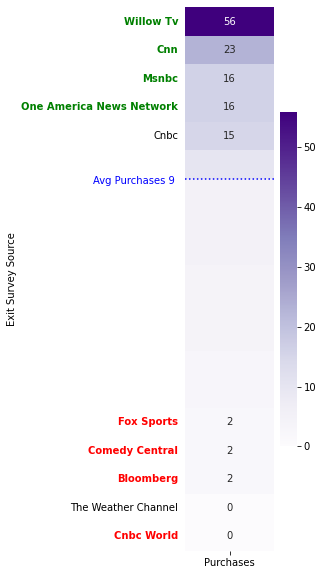 Willow Tv 56
Cnn 23
Msnbc 16
One America News Network 16
Cnbc 15
Avg Purchases 9
Exit Survey Source
50
40
30
20
10
0
Fox Sports 2
Comedy Central 2
Bloomberg 2
The Weather Channel 0
Cnbc World 0
Purchases